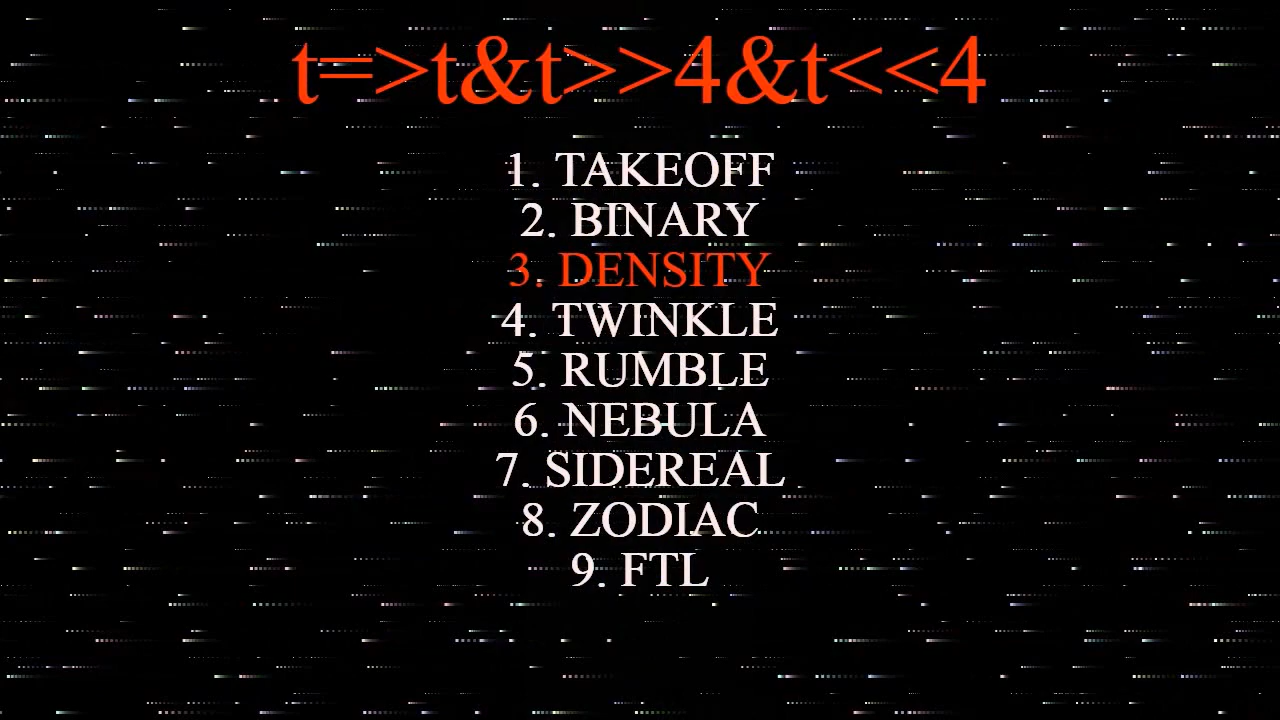 t=>t&t>>4&t<<4
1. TAKEOFF
2. BINARY
3. DENSITY
4. TWINKLE
5. RUMBLE
6. NEBULA
7. SIDEREAL
8. ZODIAC
9. FTL